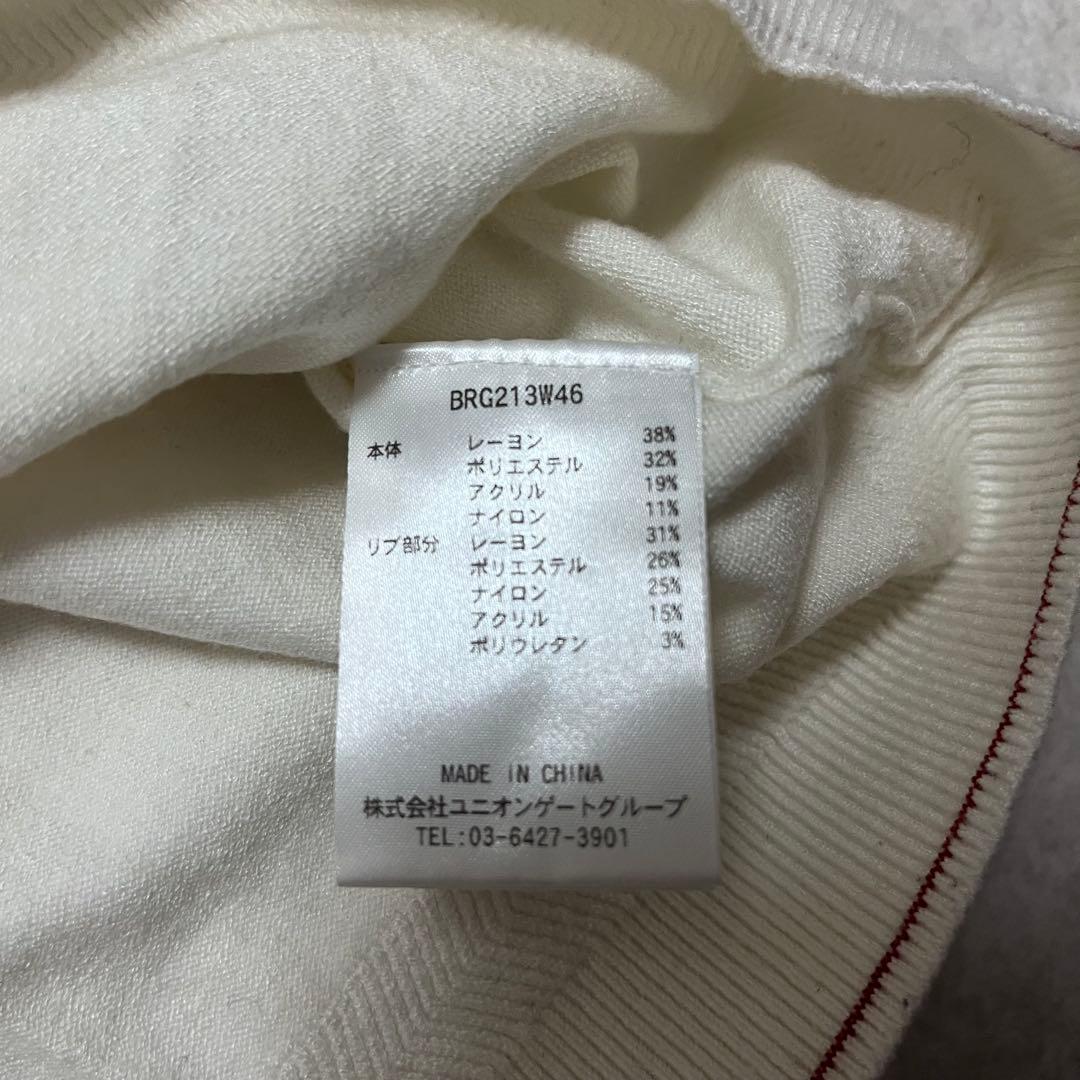 BRG213W46
本体 レーヨン 38%
ポリエステル 32%
アクリル 19%
ナイロン 11%
リブ部分 レーヨン 31%
ポリエステル 26%
ナイロン 25%
アクリル 15%
ポリウレタン 3%
MADE IN CHINA
株式会社ユニオンゲートグループ
TEL:03-6427-3901